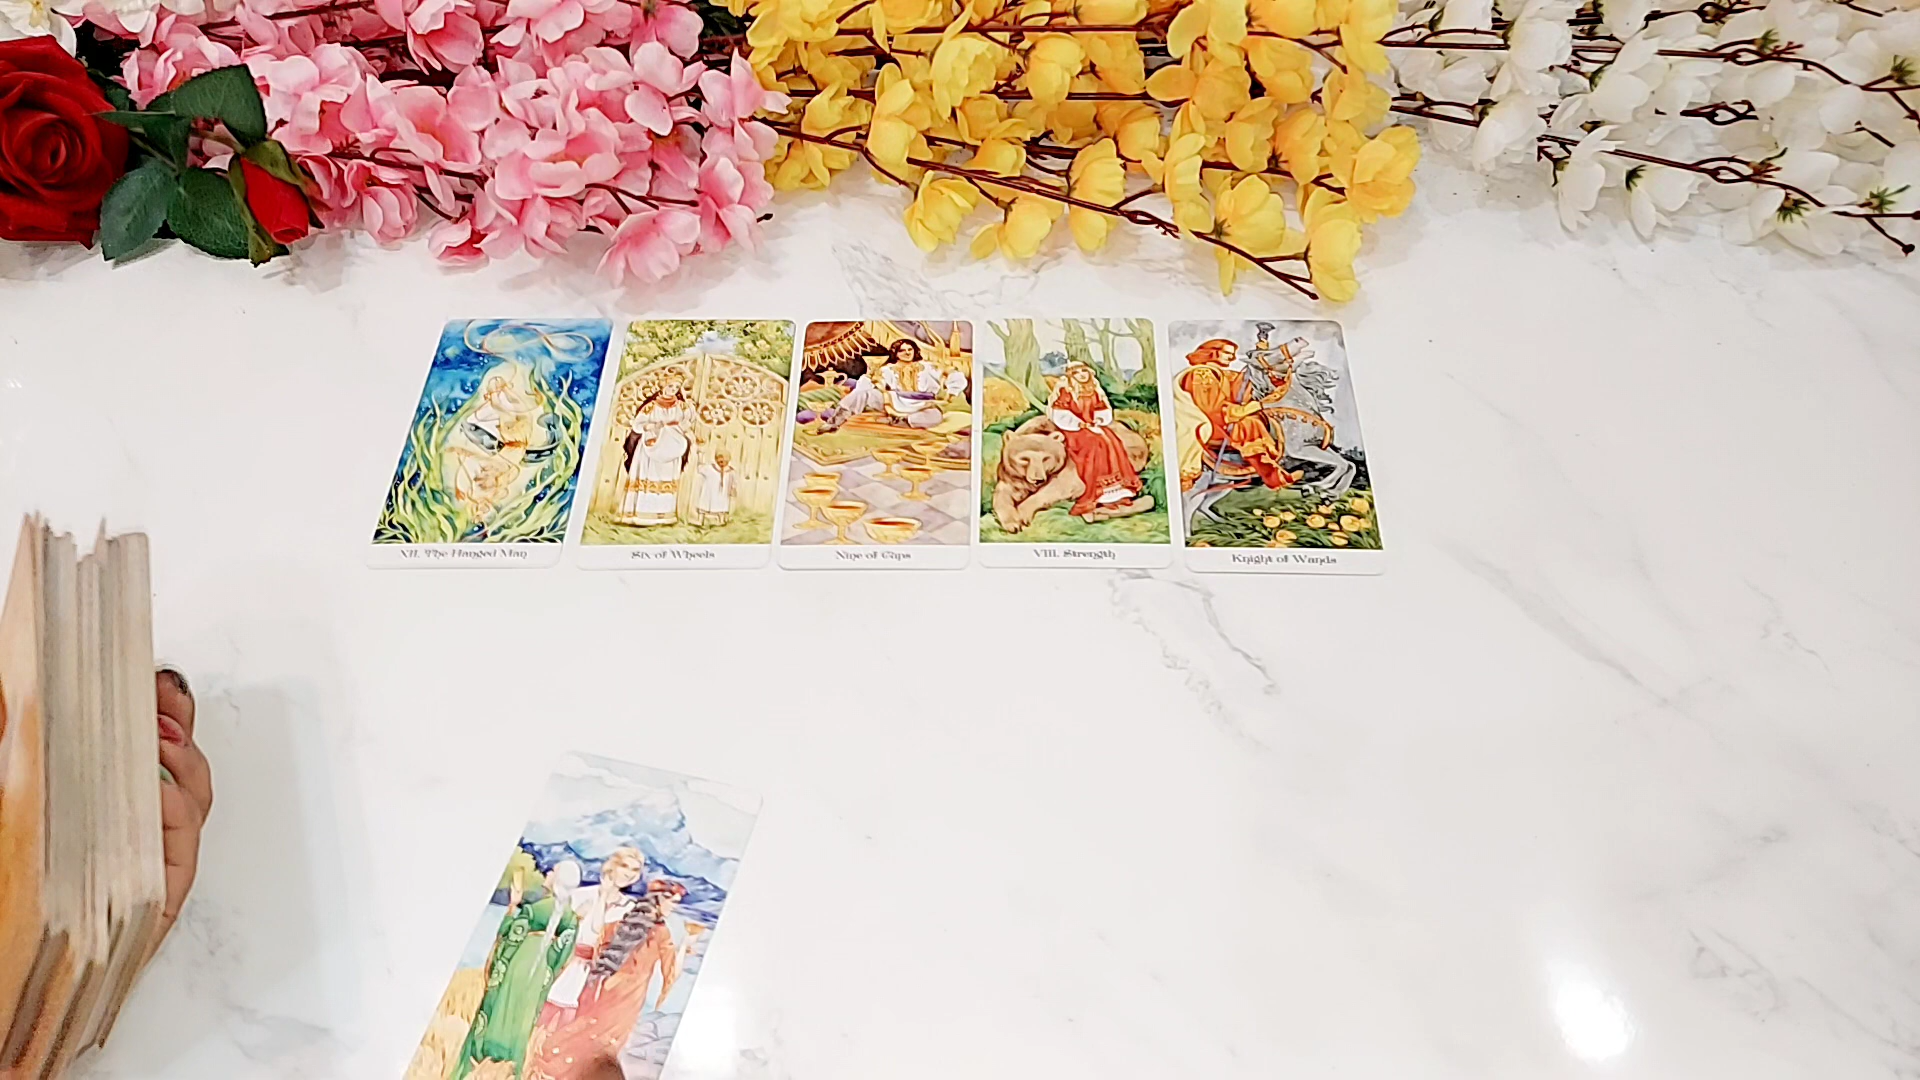 XII. The Hanged Man
Six of Wheels
Nine of Cups
VIII. Strength
Knight of Wands